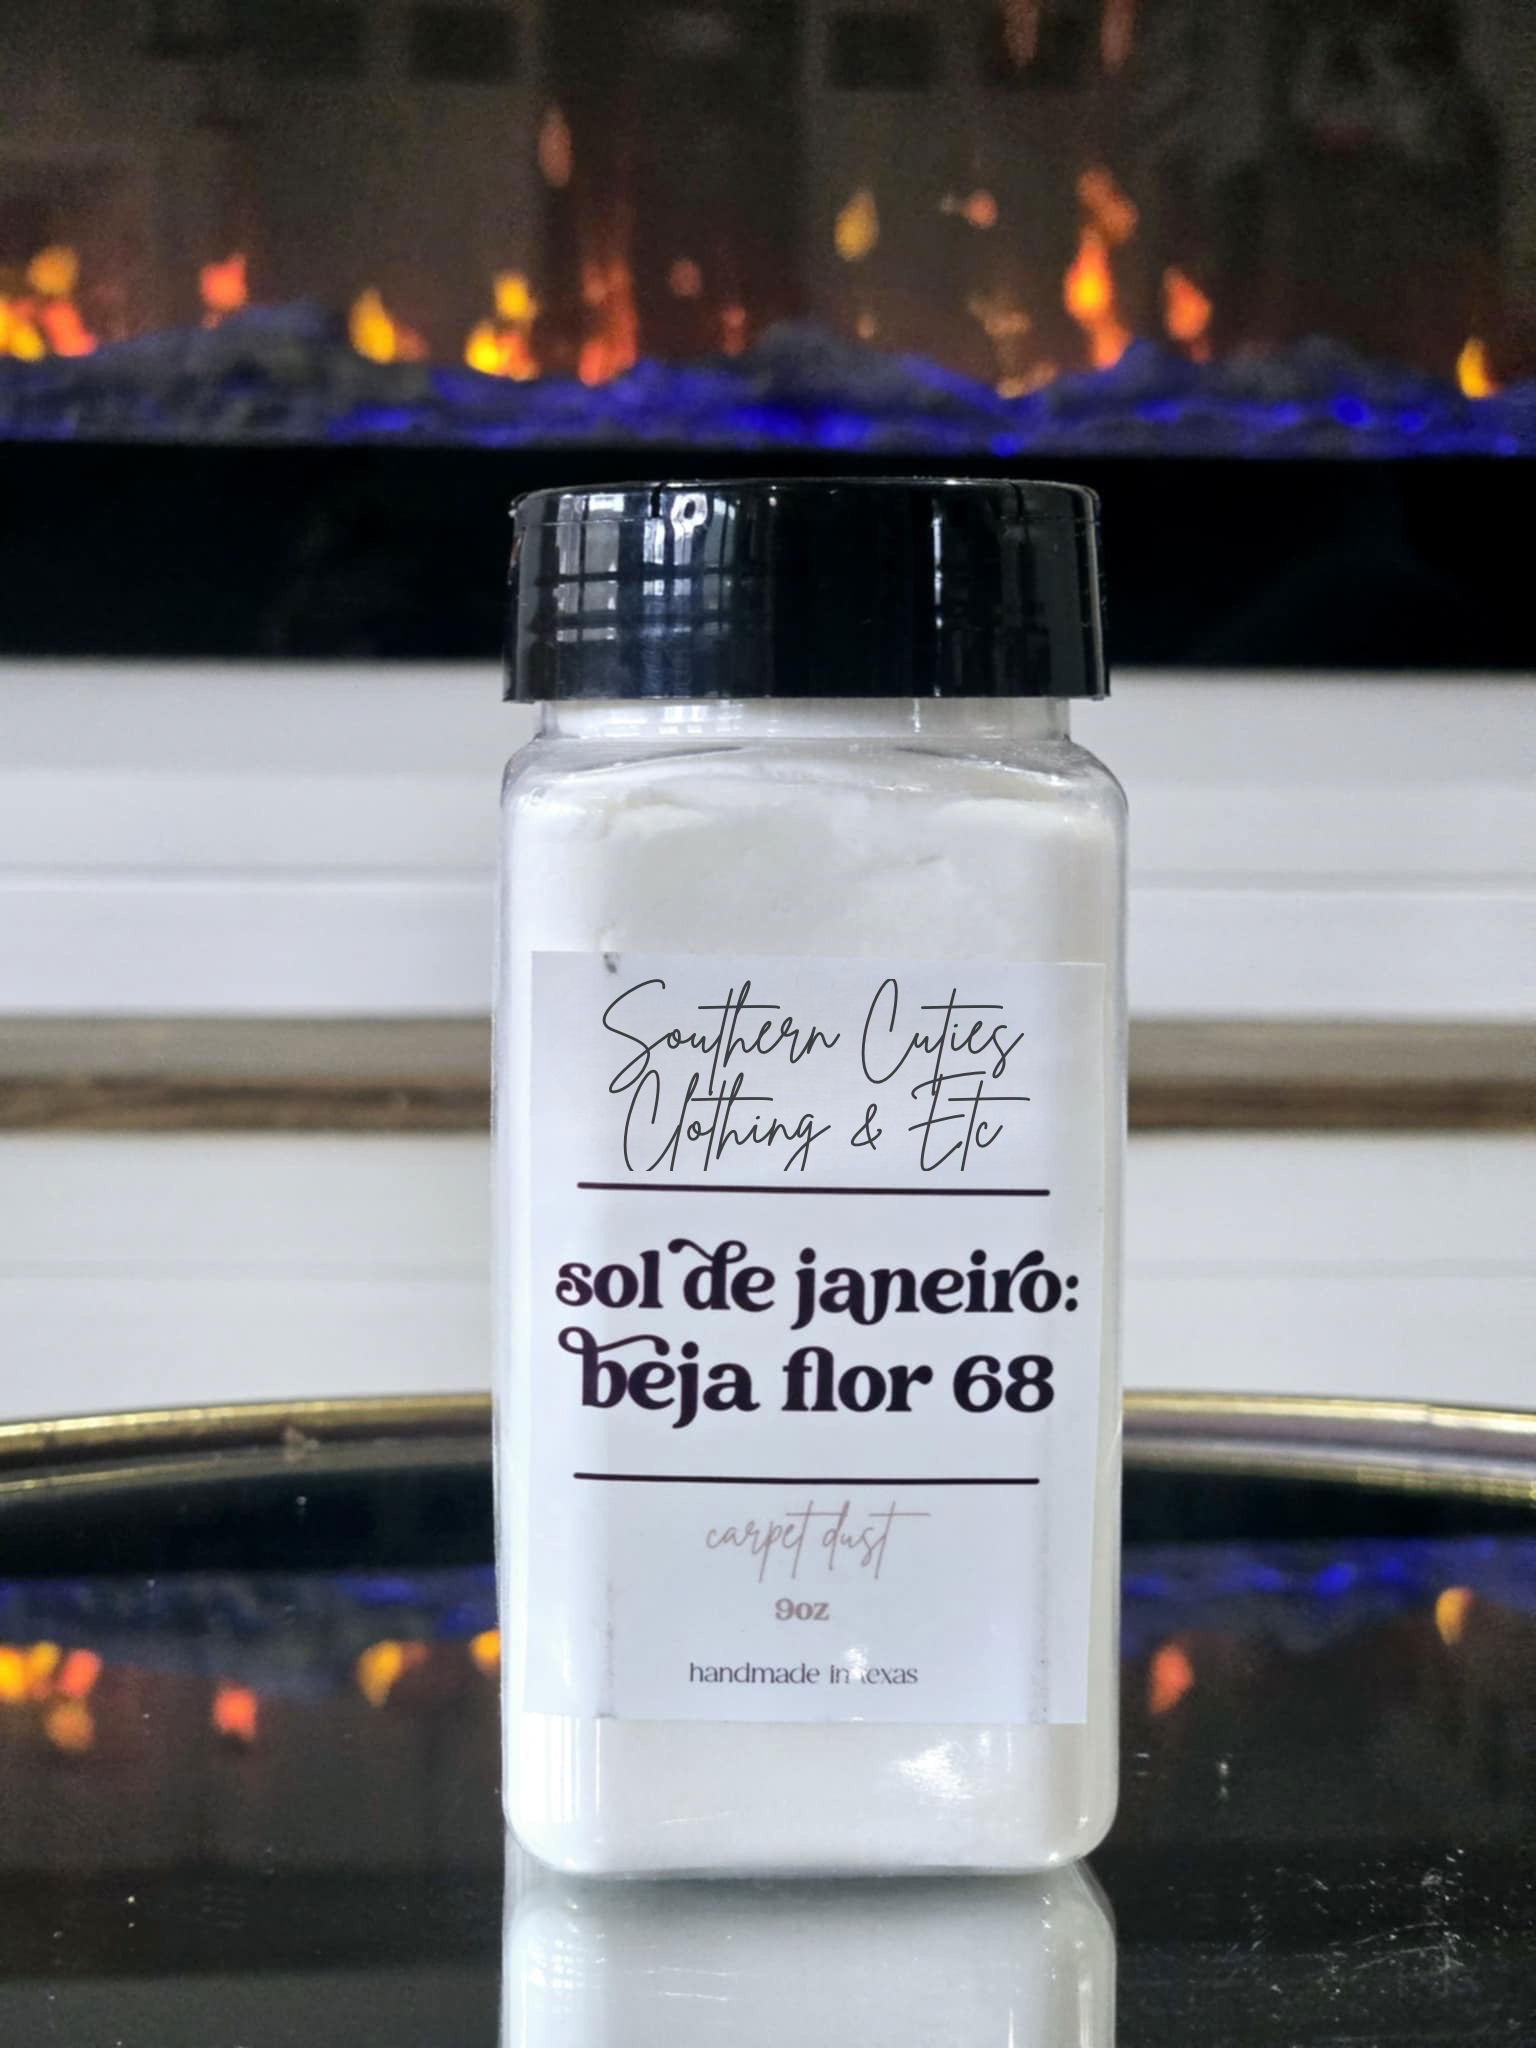 Southern Cuties
Clothing & Etc
sol de janeiro:
beja flor 68
carpet dust
9oz
handmade in texas